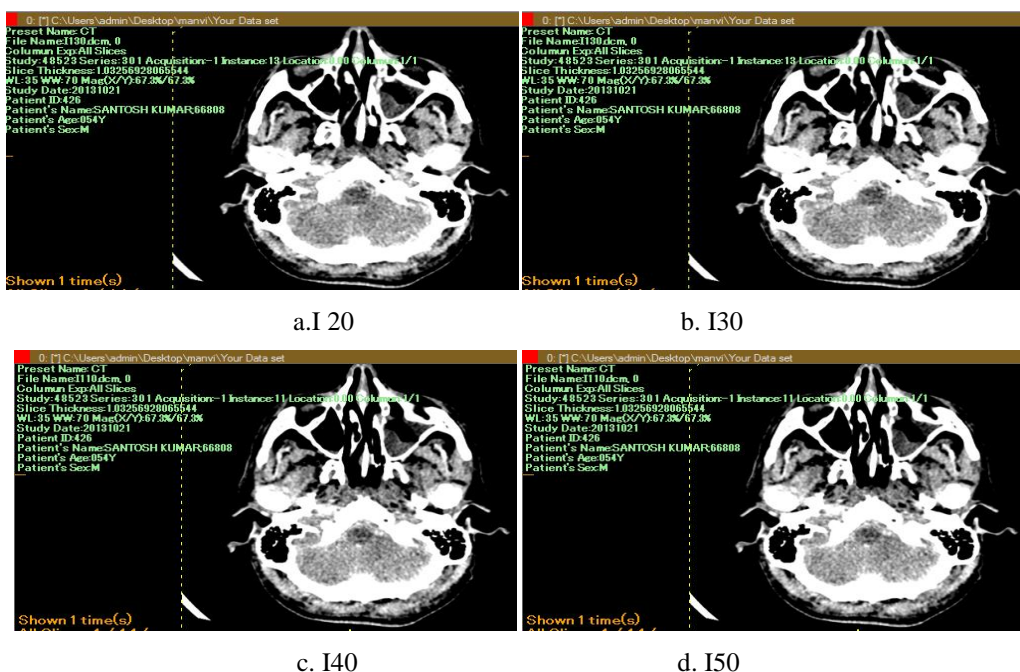 0: [*] C:\Users\admin\Desktop\manvi\Your Data set
Preset Name: CT
File Name:I130.dcm, 0
Columun Exp:All Slices
Study:48523 Series:301 Acquisition:-1 Instance:13 Location:0.00 Columun:1/1
Slice Thickness:1.03256928065544
WL:35 WW:70 Mag(X/Y):67.3%/67.3%
Study Date:20131021
Patient ID:426
Patient's Name:SANTOSH KUMAR;66808
Patient's Age:054Y
Patient's Sex:M
Shown 1 time(s)
a.I 20
0: [*] C:\Users\admin\Desktop\manvi\Your Data set
Preset Name: CT
File Name:I130.dcm, 0
Columun Exp:All Slices
Study:48523 Series:301 Acquisition:-1 Instance:13 Location:0.00 Columun:1/1
Slice Thickness:1.03256928065544
WL:35 WW:70 Mag(X/Y):67.3%/67.3%
Study Date:20131021
Patient ID:426
Patient's Name:SANTOSH KUMAR;66808
Patient's Age:054Y
Patient's Sex:M
Shown 1 time(s)
b. I30
0: [*] C:\Users\admin\Desktop\manvi\Your Data set
Preset Name: CT
File Name:I110.dcm, 0
Columun Exp:All Slices
Study:48523 Series:301 Acquisition:-1 Instance:11 Location:0.00 Columun:1/1
Slice Thickness:1.03256928065544
WL:35 WW:70 Mag(X/Y):67.3%/67.3%
Study Date:20131021
Patient ID:426
Patient's Name:SANTOSH KUMAR;66808
Patient's Age:054Y
Patient's Sex:M
Shown 1 time(s)
c. I40
0: [*] C:\Users\admin\Desktop\manvi\Your Data set
Preset Name: CT
File Name:I110.dcm, 0
Columun Exp:All Slices
Study:48523 Series:301 Acquisition:-1 Instance:11 Location:0.00 Columun:1/1
Slice Thickness:1.03256928065544
WL:35 WW:70 Mag(X/Y):67.3%/67.3%
Study Date:20131021
Patient ID:426
Patient's Name:SANTOSH KUMAR;66808
Patient's Age:054Y
Patient's Sex:M
Shown 1 time(s)
d. I50